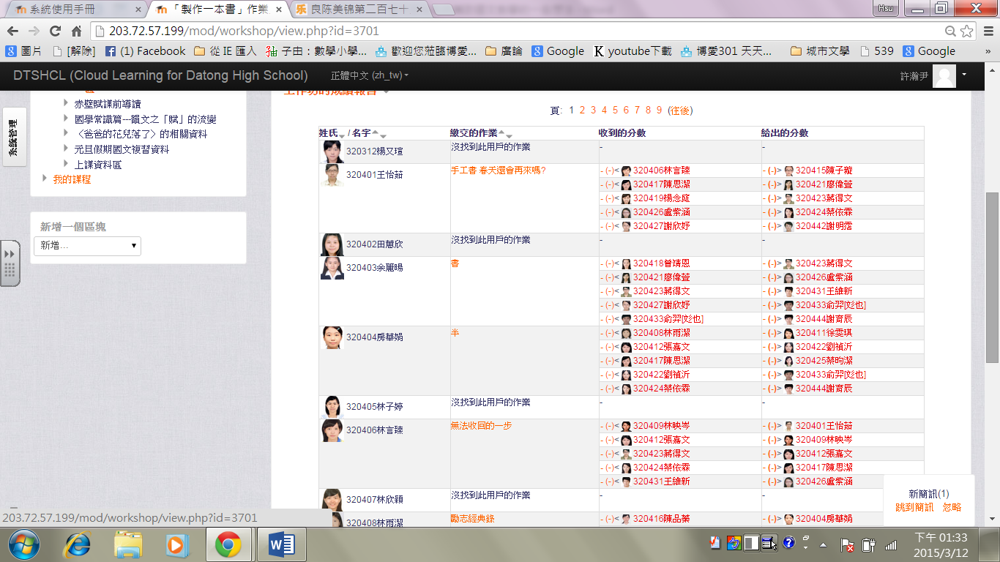 系統使用手冊
「製作一本書」作業
良陈美锦第二百七十
Hsu
203.72.57.199/mod/workshop/view.php?id=3701
圖片 [解除] (1) Facebook 從 IE 匯入 子由：數學小學... 歡迎您蒞臨博愛... 廣論 Google youtube下載 博愛301 天天... 城市文學 539 Google »
DTSHCL (Cloud Learning for Datong High School) 正體中文 (zh_tw) 許瀚尹
系統管理
赤壁賦課前導讀
國學常識篇---韻文之「賦」的流變
〈爸爸的花兒落了〉的相關資料
元旦假期國文複習資料
上課資料區
我的課程
新增一個區塊
新增...
工作坊的成績報告
頁: 1 2 3 4 5 6 7 8 9 (往後)
姓氏 / 名字 繳交的作業 收到的分數 給出的分數
320312楊又瑄 沒找到此用戶的作業 - -
320401王怡茹 手工書 春天還會再來嗎? - (-)< 320406林言臻 - (-)> 320415陳子璇
- (-)< 320417陳思潔 - (-)> 320421廖偉萱
- (-)< 320419楊念庭 - (-)> 320423蔣得文
- (-)< 320426盧紫涵 - (-)> 320424蔡依霖
- (-)< 320427謝欣妤 - (-)> 320442謝明霑
320402田蕙欣 沒找到此用戶的作業 - -
320403余麗暘 書 - (-)< 320418曾靖恩 - (-)> 320423蔣得文
- (-)< 320421廖偉萱 - (-)> 320426盧紫涵
- (-)< 320423蔣得文 - (-)> 320431王維新
- (-)< 320427謝欣妤 - (-)> 320433俞羿[彣也]
- (-)< 320433俞羿[彣也] - (-)> 320444謝育辰
320404房華娟 半 - (-)< 320408林雨潔 - (-)> 320411徐雯琪
- (-)< 320412張嘉文 - (-)> 320422劉禎沂
- (-)< 320417陳思潔 - (-)> 320425蔡昀潔
- (-)< 320422劉禎沂 - (-)> 320433俞羿[彣也]
- (-)< 320424蔡依霖 - (-)> 320444謝育辰
320405林子婷 沒找到此用戶的作業 - -
320406林言臻 無法收回的一步 - (-)< 320409林映岑 - (-)> 320401王怡茹
- (-)< 320412張嘉文 - (-)> 320409林映岑
- (-)< 320423蔣得文 - (-)> 320412張嘉文
- (-)< 320424蔡依霖 - (-)> 320417陳思潔
- (-)< 320431王維新 - (-)> 320426盧紫涵
320407林欣穎 沒找到此用戶的作業 - -
320408林雨潔 勵志經典錄 - (-)< 320416陳品蓁 - (-)> 320404房華娟
新簡訊(1)
跳到簡訊 忽略
203.72.57.199/mod/workshop/view.php?id=3701
下午 01:33
2015/3/12